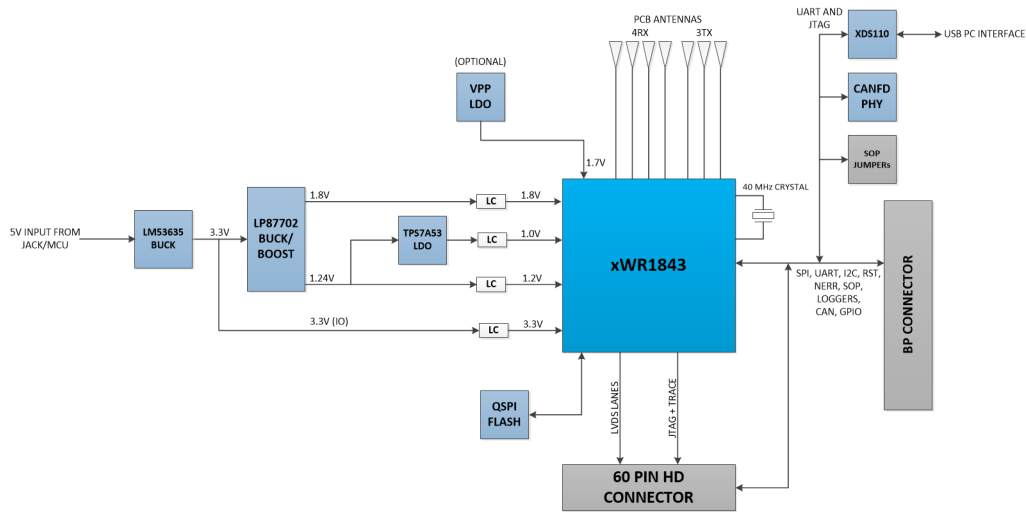 PCB ANTENNAS
4RX
3TX
UART AND
JTAG
XDS110
USB PC INTERFACE
(OPTIONAL)
VPP
LDO
CANFD
PHY
SOP
JUMPERs
1.7V
40 MHz CRYSTAL
1.8V
LC
1.8V
5V INPUT FROM
JACK/MCU
LM53635
BUCK
3.3V
LP87702
BUCK/
BOOST
TPS7A53
LDO
LC
1.0V
xWR1843
1.24V
LC
1.2V
SPI, UART, I2C, RST,
NERR, SOP,
LOGGERS,
CAN, GPIO
BP CONNECTOR
3.3V (IO)
LC
3.3V
QSPI
FLASH
LVDS LANES
JTAG + TRACE
60 PIN HD
CONNECTOR